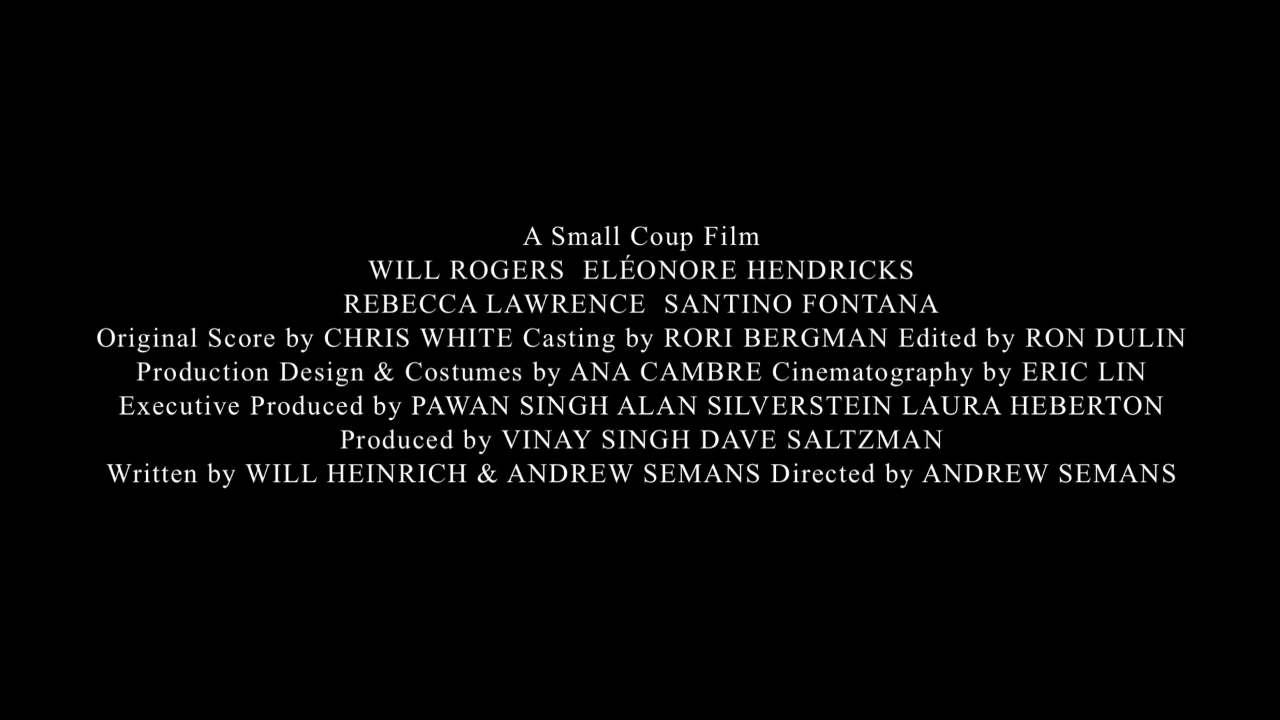 A Small Coup Film
WILL ROGERS  ELÉONORE HENDRICKS
REBECCA LAWRENCE  SANTINO FONTANA
Original Score by CHRIS WHITE Casting by RORI BERGMAN Edited by RON DULIN
Production Design & Costumes by ANA CAMBRE Cinematography by ERIC LIN
Executive Produced by PAWAN SINGH ALAN SILVERSTEIN LAURA HEBERTON
Produced by VINAY SINGH DAVE SALTZMAN
Written by WILL HEINRICH & ANDREW SEMANS Directed by ANDREW SEMANS